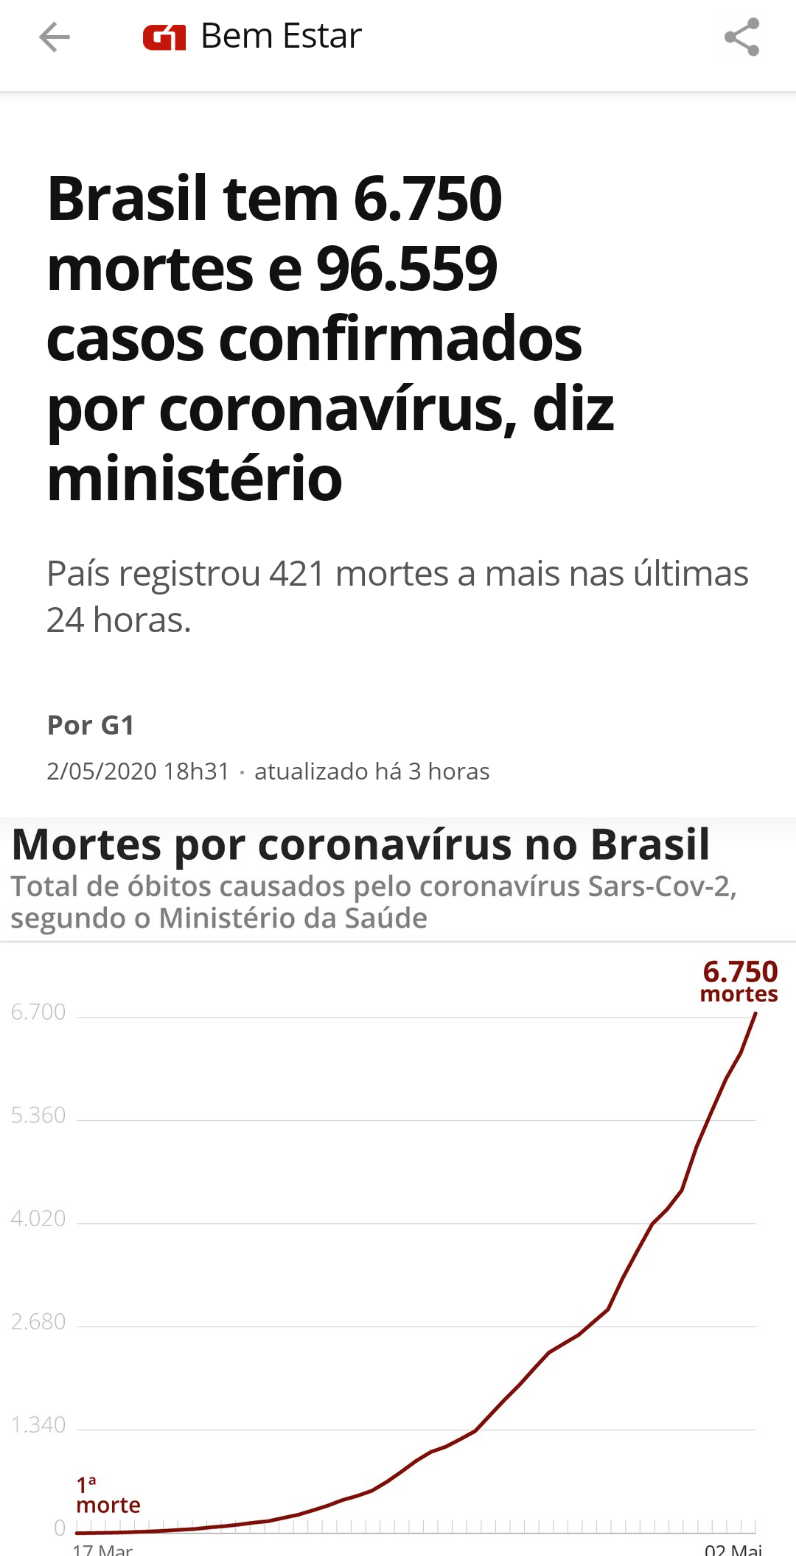 G1 Bem Estar
Brasil tem 6.750
mortes e 96.559
casos confirmados
por coronavírus, diz
ministério
País registrou 421 mortes a mais nas últimas
24 horas.
Por G1
2/05/2020 18h31 · atualizado há 3 horas
Mortes por coronavírus no Brasil
Total de óbitos causados pelo coronavírus Sars-Cov-2,
segundo o Ministério da Saúde
6.750
mortes
6.700
5.360
4.020
2.680
1.340
1ª
morte
0
17 Mar
02 Mai